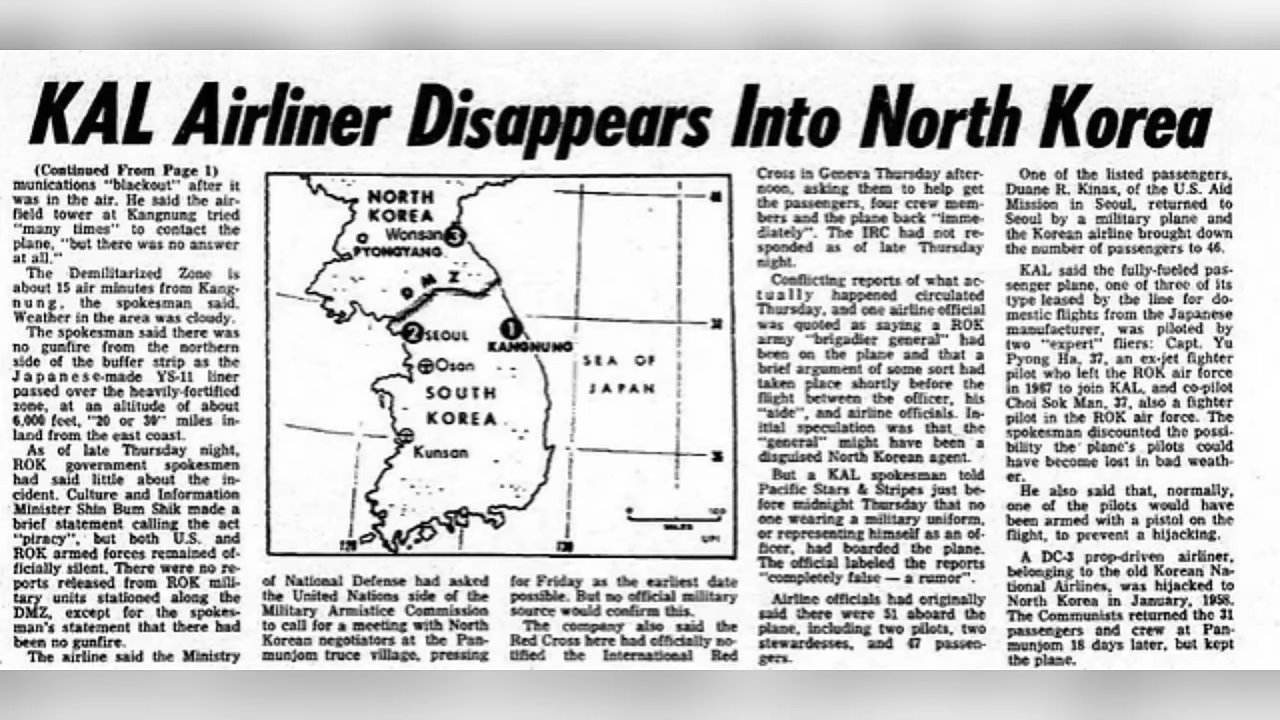 KAL Airliner Disappears Into North Korea
(Continued From Page 1)
munications "blackout" after it
was in the air. He said the air-
field tower at Kangnung tried
"many times" to contact the
plane, "but there was no answer
at all."
The Demilitarized Zone is
about 15 air minutes from Kang-
nung, the spokesman said.
Weather in the area was cloudy.
The spokesman said there was
no gunfire from the northern
side of the buffer strip as the
Japanese-made YS-11 liner
passed over the heavily-fortified
zone, at an altitude of about
6,000 feet, "20 or 30" miles in-
land from the east coast.
As of late Thursday night,
ROK government spokesmen
had said little about the in-
cident. Culture and Information
Minister Shin Bum Shik made a
brief statement calling the act
"piracy", but both U.S. and
ROK armed forces remained of-
ficially silent. There were no re-
ports released from ROK mili-
tary units stationed along the
DMZ, except for the spokes-
man's statement that there had
been no gunfire.
The airline said the Ministry
NORTH
KOREA
Wonsan 3
PYONGYANG
DMZ
2 SEOUL
1
KANGNUNG
Osan
SOUTH
KOREA
Kunsan
SEA OF
JAPAN
MILES
UPI
of National Defense had asked
the United Nations side of the
Military Armistice Commission
to call for a meeting with North
Korean negotiators at the Pan-
munjom truce village, pressing
for Friday as the earliest date
possible. But no official military
source would confirm this.
The company also said the
Red Cross here had officially no-
tified the International Red
Cross in Geneva Thursday after-
noon, asking them to help get
the passengers, four crew mem-
bers and the plane back "imme-
diately". The IRC had not re-
sponded as of late Thursday
night.
Conflicting reports of what ac-
tually happened circulated
Thursday, and one airline official
was quoted as saying a ROK
army "brigadier general" had
been on the plane and that a
brief argument of some sort had
taken place shortly before the
flight between the officer, his
"aide", and airline officials. In-
itial speculation was that the
"general" might have been a
disguised North Korean agent.
But a KAL spokesman told
Pacific Stars & Stripes just be-
fore midnight Thursday that no
one wearing a military uniform,
or representing himself as an of-
ficer, had boarded the plane.
The official labeled the reports
"completely false — a rumor".
Airline officials had originally
said there were 51 aboard the
plane, including two pilots, two
stewardesses, and 47 passen-
gers.
One of the listed passengers,
Duane R. Kinas, of the U.S. Aid
Mission in Seoul, returned to
Seoul by a military plane and
the Korean airline brought down
the number of passengers to 46.
KAL said the fully-fueled pas-
senger plane, one of three of its
type leased by the line for do-
mestic flights from the Japanese
manufacturer, was piloted by
two "expert" fliers: Capt. Yu
Pyong Ha, 37, an ex-jet fighter
pilot who left the ROK air force
in 1967 to join KAL, and co-pilot
Choi Sok Man, 37, also a fighter
pilot in the ROK air force. The
spokesman discounted the possi-
bility the plane's pilots could
have become lost in bad weath-
er.
He also said that, normally,
one of the pilots would have
been armed with a pistol on the
flight, to prevent a hijacking.
A DC-3 prop-driven airliner,
belonging to the old Korean Na-
tional Airlines, was hijacked to
North Korea in January, 1958.
The Communists returned the 31
passengers and crew at Pan-
munjom 18 days later, but kept
the plane.